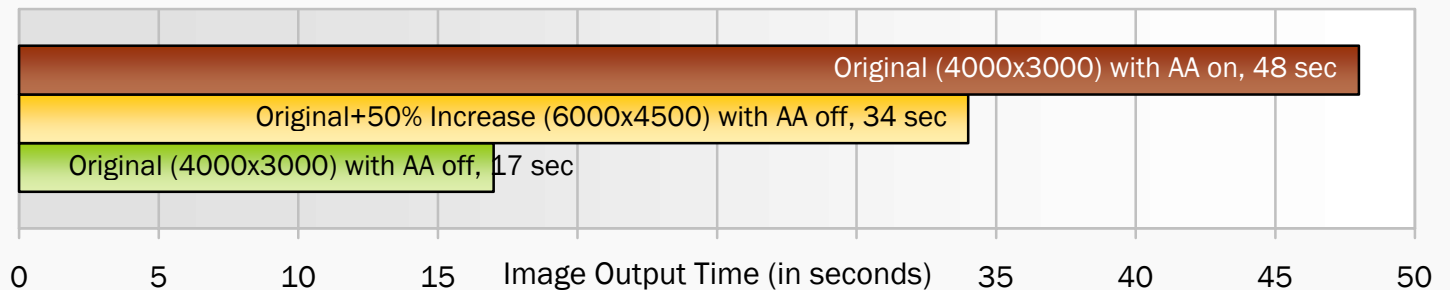 Original (4000x3000) with AA on, 48 sec
Original+50% Increase (6000x4500) with AA off, 34 sec
Original (4000x3000) with AA off, 17 sec
0 5 10 15 Image Output Time (in seconds) 35 40 45 50